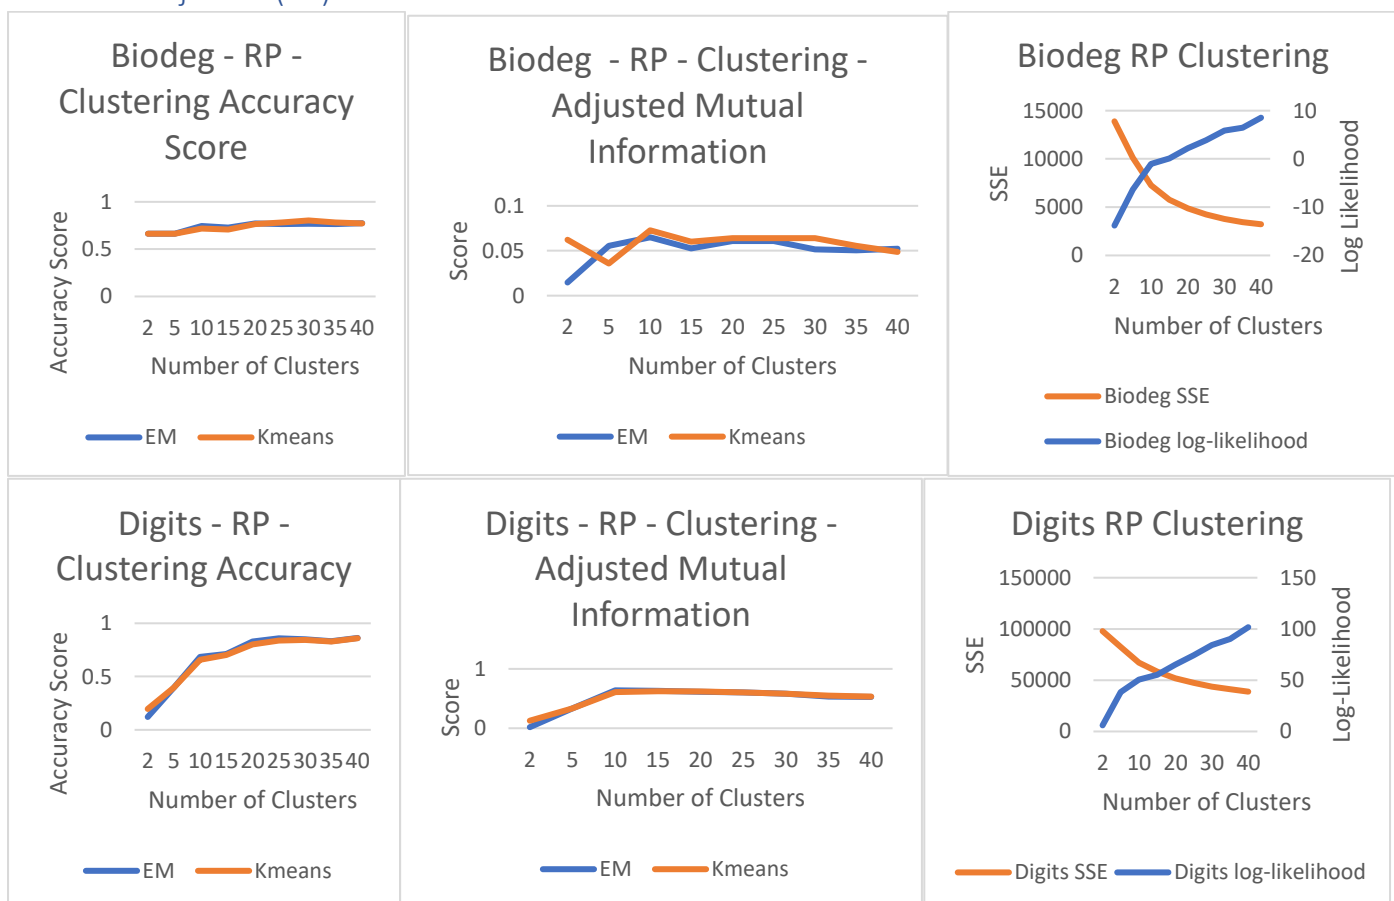 Biodeg - RP -
Clustering Accuracy
Score
Accuracy Score
1
0.5
0
2 5 10 15 20 25 30 35 40
Number of Clusters
EM Kmeans
Biodeg - RP - Clustering -
Adjusted Mutual
Information
Score
0.1
0.05
0
2 5 10 15 20 25 30 35 40
Number of Clusters
EM Kmeans
Biodeg RP Clustering
SSE
15000
10000
5000
0
10
0
-10
-20
Log Likelihood
2 10 20 30 40
Number of Clusters
Biodeg SSE
Biodeg log-likelihood
Digits - RP -
Clustering Accuracy
Accuracy Score
1
0.5
0
2 5 10 15 20 25 30 35 40
Number of Clusters
EM Kmeans
Digits - RP - Clustering -
Adjusted Mutual
Information
Score
1
0
2 5 10 15 20 25 30 35 40
Number of Clusters
EM Kmeans
Digits RP Clustering
SSE
150000
100000
50000
0
150
100
50
0
Log-Likelihood
2 10 20 30 40
Number of Clusters
Digits SSE Digits log-likelihood